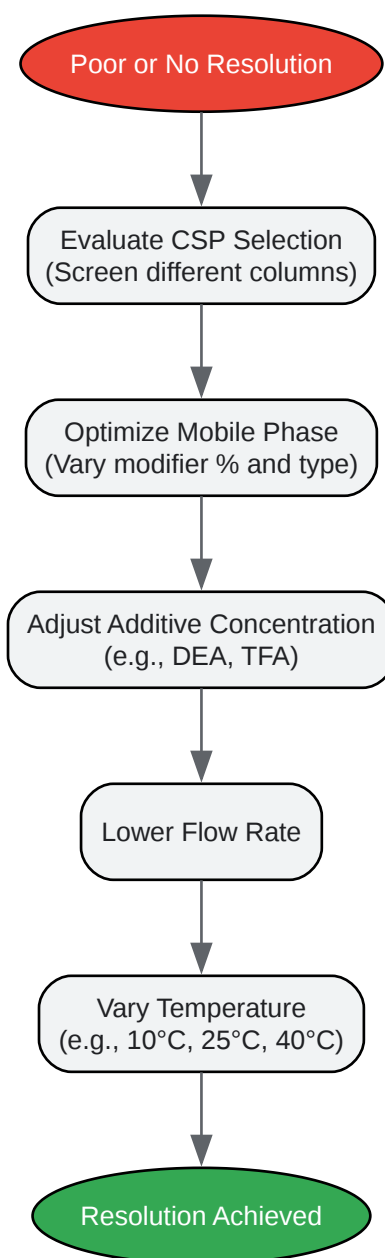 Poor or No Resolution
Evaluate CSP Selection
(Screen different columns)
Optimize Mobile Phase
(Vary modifier % and type)
Adjust Additive Concentration
(e.g., DEA, TFA)
Lower Flow Rate
Vary Temperature
(e.g., 10°C, 25°C, 40°C)
Resolution Achieved